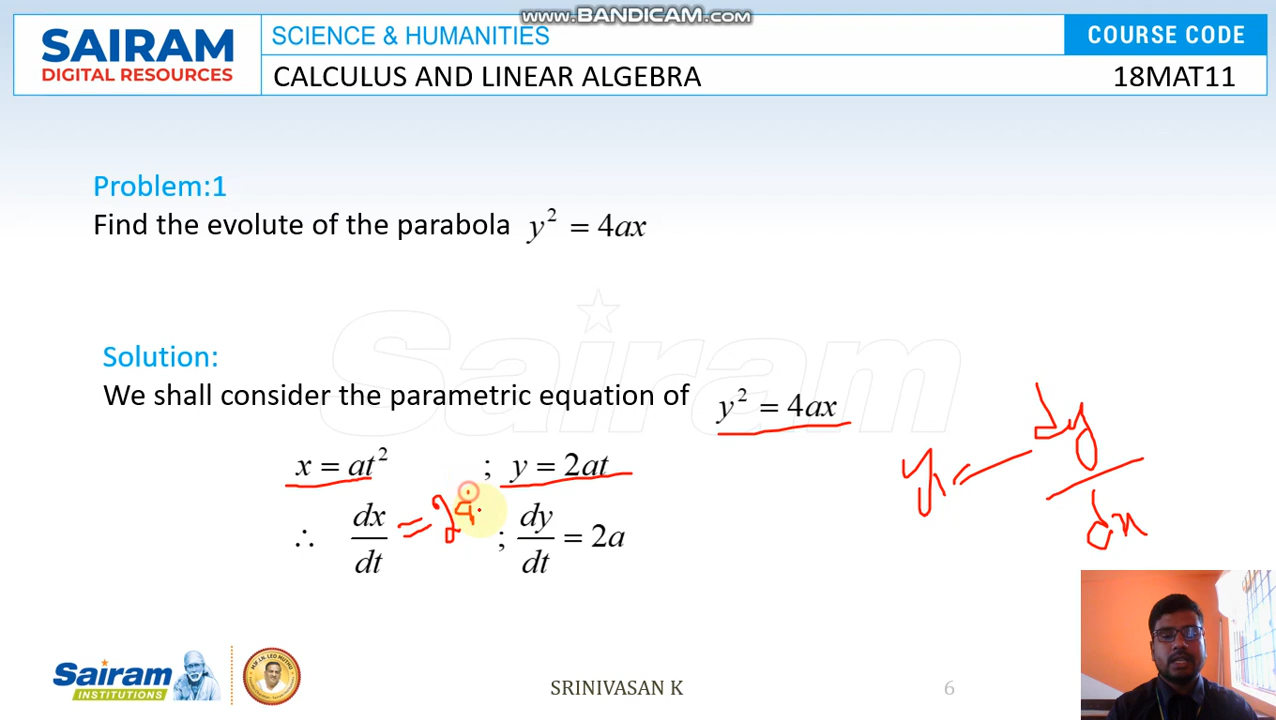 www.BANDICAM.com
SAIRAM
DIGITAL RESOURCES
SCIENCE & HUMANITIES
COURSE CODE
CALCULUS AND LINEAR ALGEBRA
18MAT11
Problem:1
Find the evolute of the parabola y² = 4ax
Sairam
Solution:
We shall consider the parametric equation of y² = 4ax
x = at² ; y = 2at
∴ dx/dt = 2a ; dy/dt = 2a
y₁ = dy/dx
Sairam
INSTITUTIONS
SRINIVASAN K
6